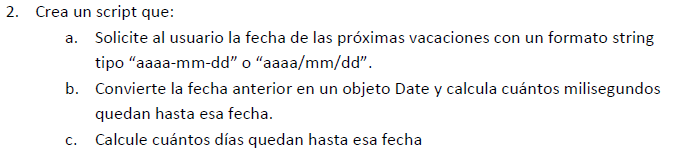 2. Crea un script que:
a. Solicite al usuario la fecha de las próximas vacaciones con un formato string
tipo “aaaa-mm-dd” o “aaaa/mm/dd”.
b. Convierte la fecha anterior en un objeto Date y calcula cuántos milisegundos
quedan hasta esa fecha.
c. Calcule cuántos días quedan hasta esa fecha